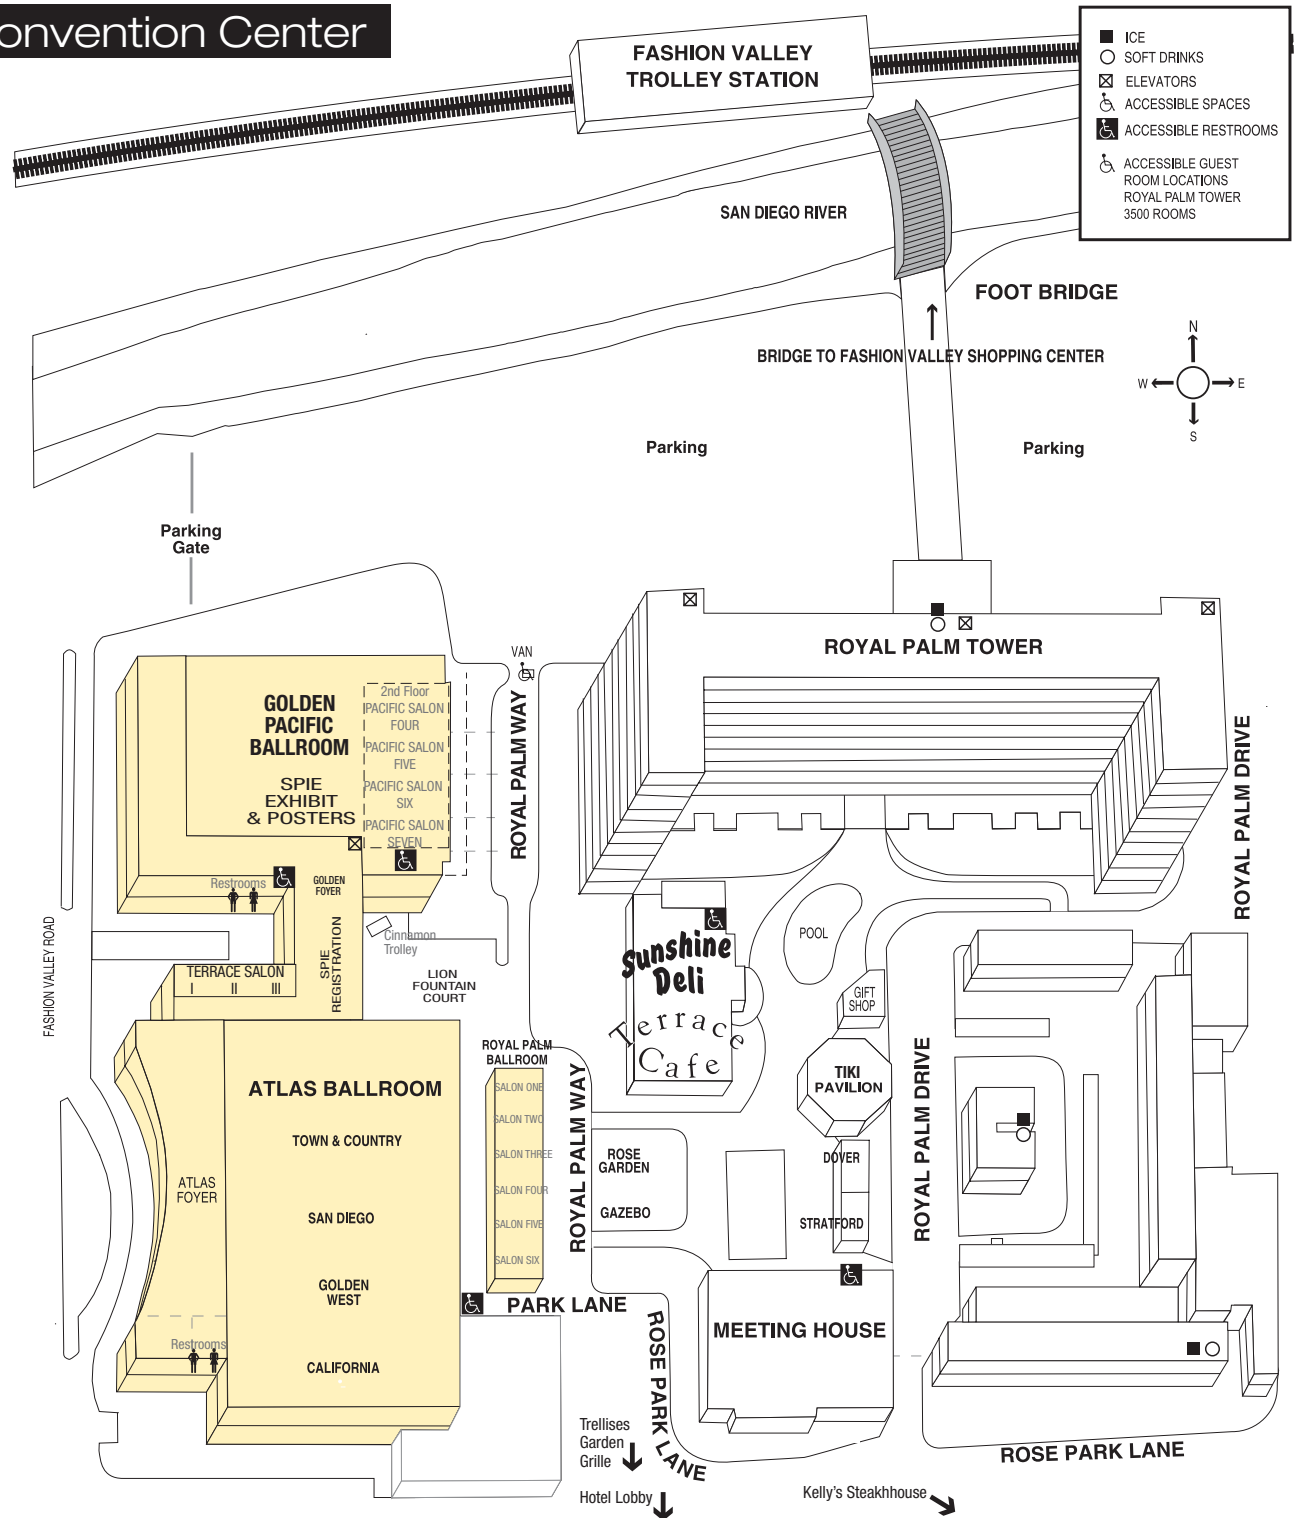 onvention Center
FASHION VALLEY
TROLLEY STATION
ICE
SOFT DRINKS
ELEVATORS
ACCESSIBLE SPACES
ACCESSIBLE RESTROOMS
ACCESSIBLE GUEST
ROOM LOCATIONS
ROYAL PALM TOWER
3500 ROOMS
SAN DIEGO RIVER
FOOT BRIDGE
BRIDGE TO FASHION VALLEY SHOPPING CENTER
N
W
E
S
Parking
Parking
Parking
Gate
ROYAL PALM TOWER
VAN
ROYAL PALM WAY
GOLDEN
PACIFIC
BALLROOM
SPIE
EXHIBIT
& POSTERS
2nd Floor
PACIFIC SALON
FOUR
PACIFIC SALON
FIVE
PACIFIC SALON
SIX
PACIFIC SALON
SEVEN
ROYAL PALM DRIVE
Restrooms
GOLDEN
FOYER
SPIE
REGISTRATION
Cinnamon
Trolley
FASHION VALLEY ROAD
TERRACE SALON
I II III
LION
FOUNTAIN
COURT
Sunshine
Deli
Terrace
Cafe
POOL
GIFT
SHOP
TIKI
PAVILION
ROYAL PALM DRIVE
ROYAL PALM
BALLROOM
SALON ONE
SALON TWO
SALON THREE
SALON FOUR
SALON FIVE
SALON SIX
ROYAL PALM WAY
ATLAS BALLROOM
TOWN & COUNTRY
ATLAS
FOYER
SAN DIEGO
GOLDEN
WEST
CALIFORNIA
Restrooms
ROSE
GARDEN
GAZEBO
DOVER
STRATFORD
PARK LANE
ROSE PARK LANE
MEETING HOUSE
Trellises
Garden
Grille
Hotel Lobby
Kelly's Steakhhouse
ROSE PARK LANE